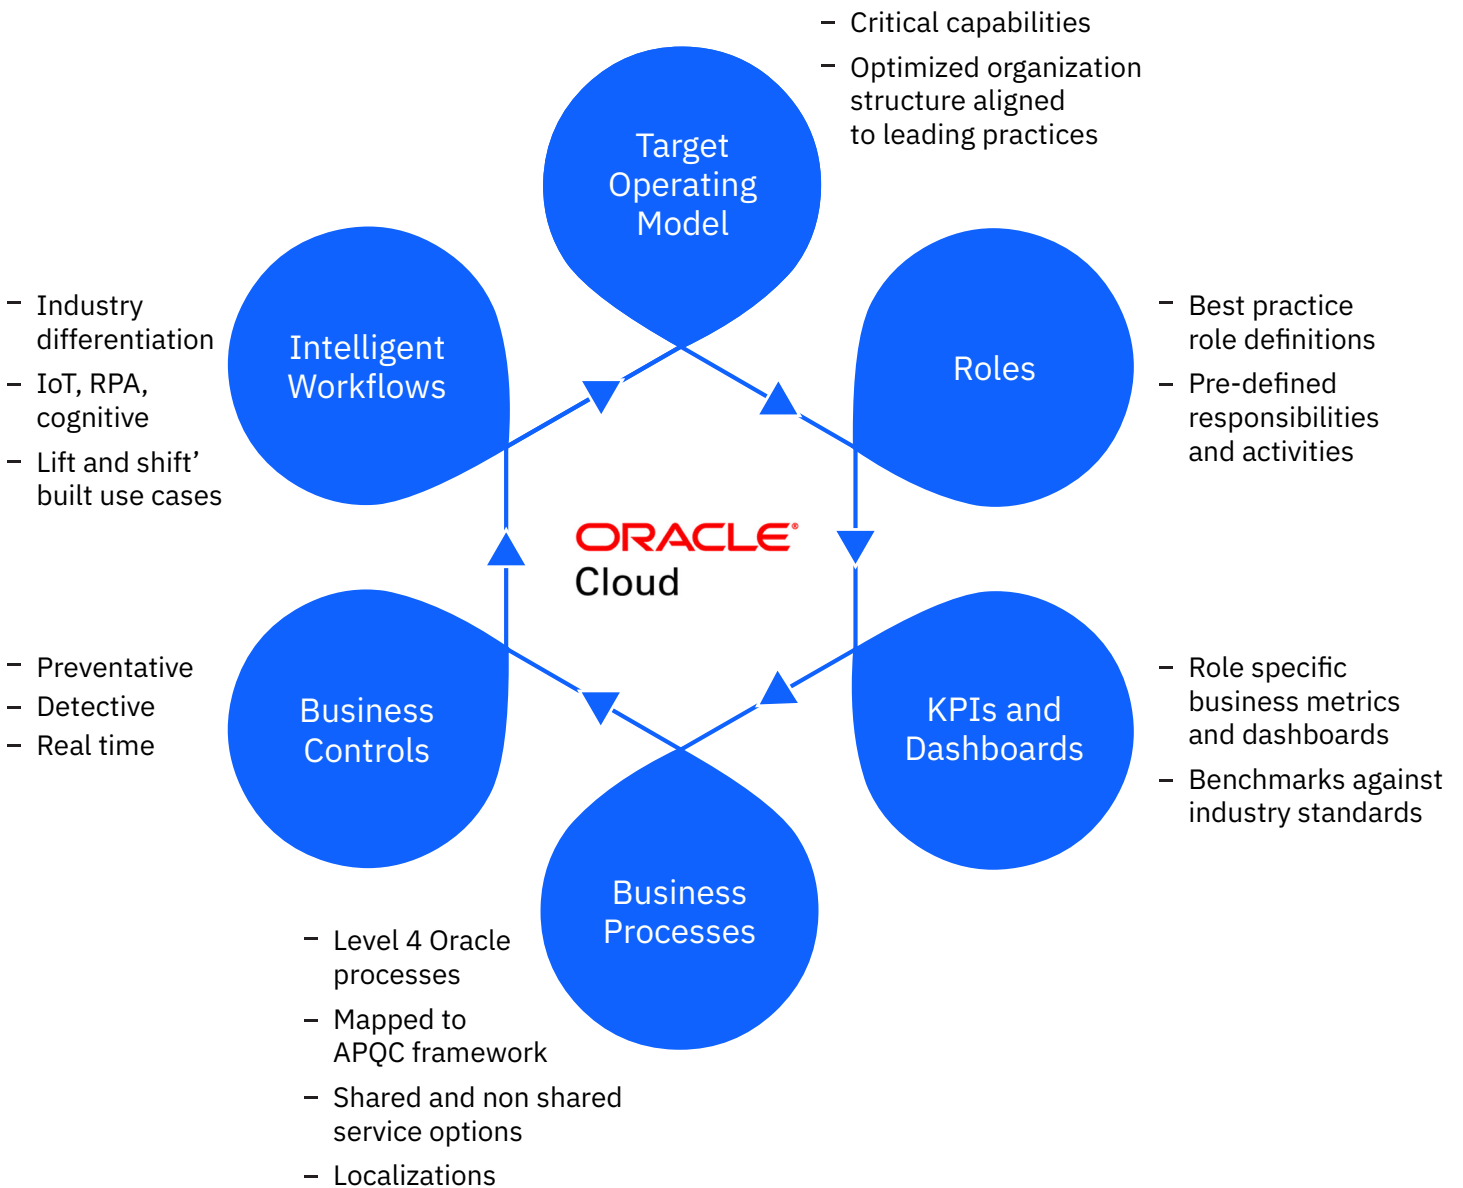 – Critical capabilities
– Optimized organization
structure aligned
to leading practices
Target
Operating
Model
Roles
– Best practice
role definitions
– Pre-defined
responsibilities
and activities
KPIs and
Dashboards
– Role specific
business metrics
and dashboards
– Benchmarks against
industry standards
Business
Processes
– Level 4 Oracle
processes
– Mapped to
APQC framework
– Shared and non shared
service options
– Localizations
Business
Controls
– Preventative
– Detective
– Real time
Intelligent
Workflows
– Industry
differentiation
– IoT, RPA,
cognitive
– Lift and shift’
built use cases
ORACLE®
Cloud